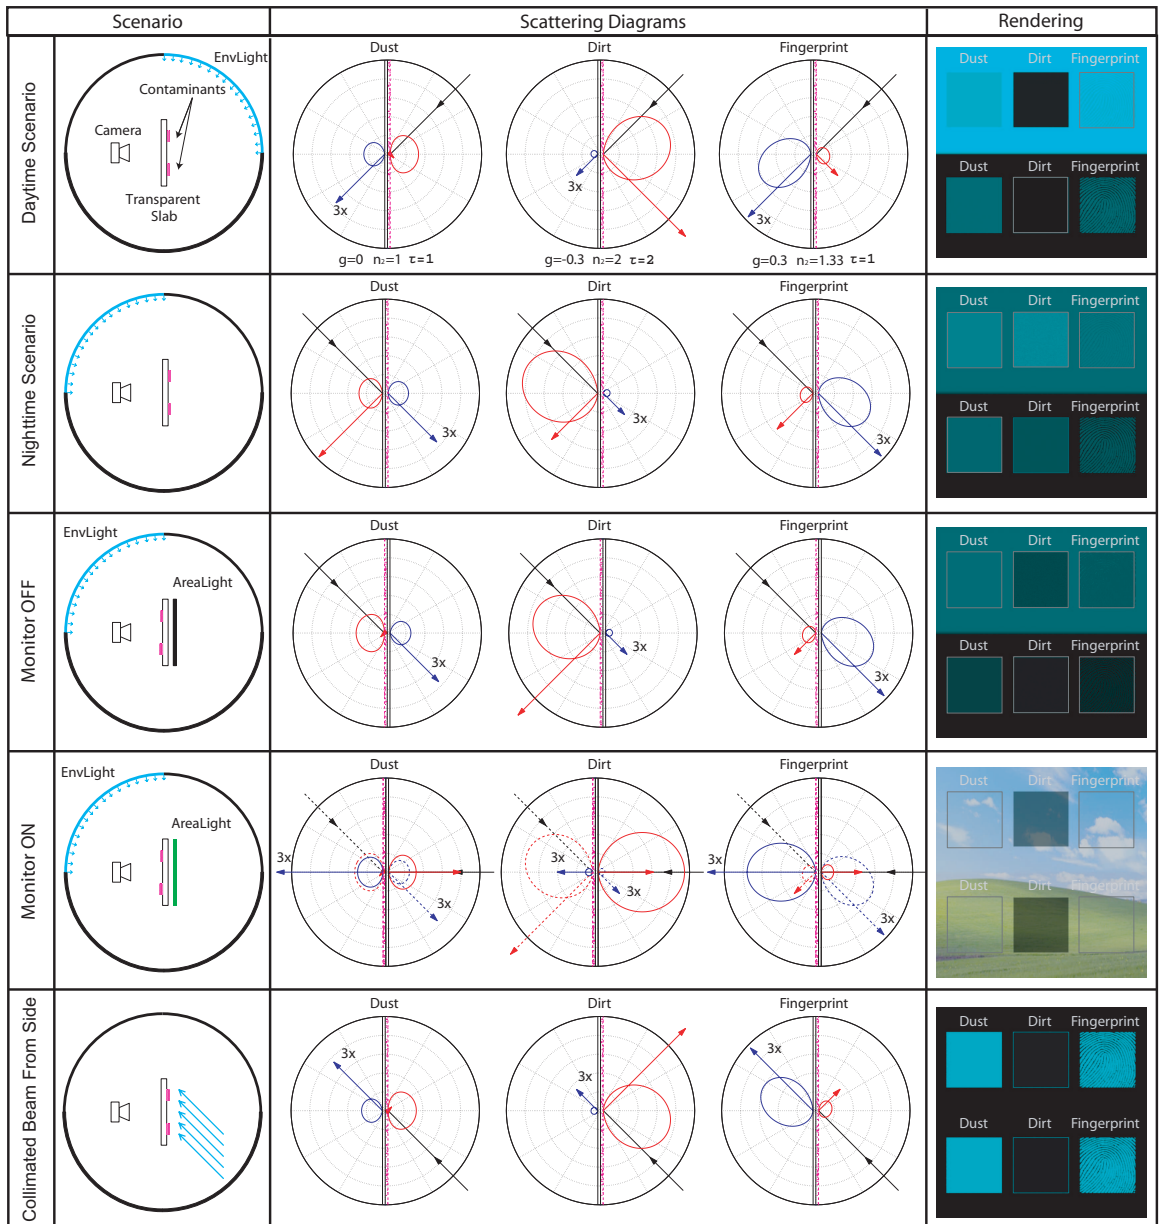 Scenario Scattering Diagrams Rendering
Daytime Scenario
EnvLight
Contaminants
Camera
Transparent
Slab
Dust Dirt Fingerprint
3x 3x 3x
g=0 n₂=1 τ=1 g=-0.3 n₂=2 τ=2 g=0.3 n₂=1.33 τ=1
Dust Dirt Fingerprint
Dust Dirt Fingerprint
Nighttime Scenario
Dust Dirt Fingerprint
3x 3x 3x
Dust Dirt Fingerprint
Dust Dirt Fingerprint
Monitor OFF
EnvLight
AreaLight
Dust Dirt Fingerprint
3x 3x 3x
Dust Dirt Fingerprint
Dust Dirt Fingerprint
Monitor ON
EnvLight
AreaLight
Dust Dirt Fingerprint
3x 3x 3x 3x 3x 3x
Dust Dirt Fingerprint
Dust Dirt Fingerprint
Collimated Beam From Side
Dust Dirt Fingerprint
3x 3x 3x
Dust Dirt Fingerprint
Dust Dirt Fingerprint